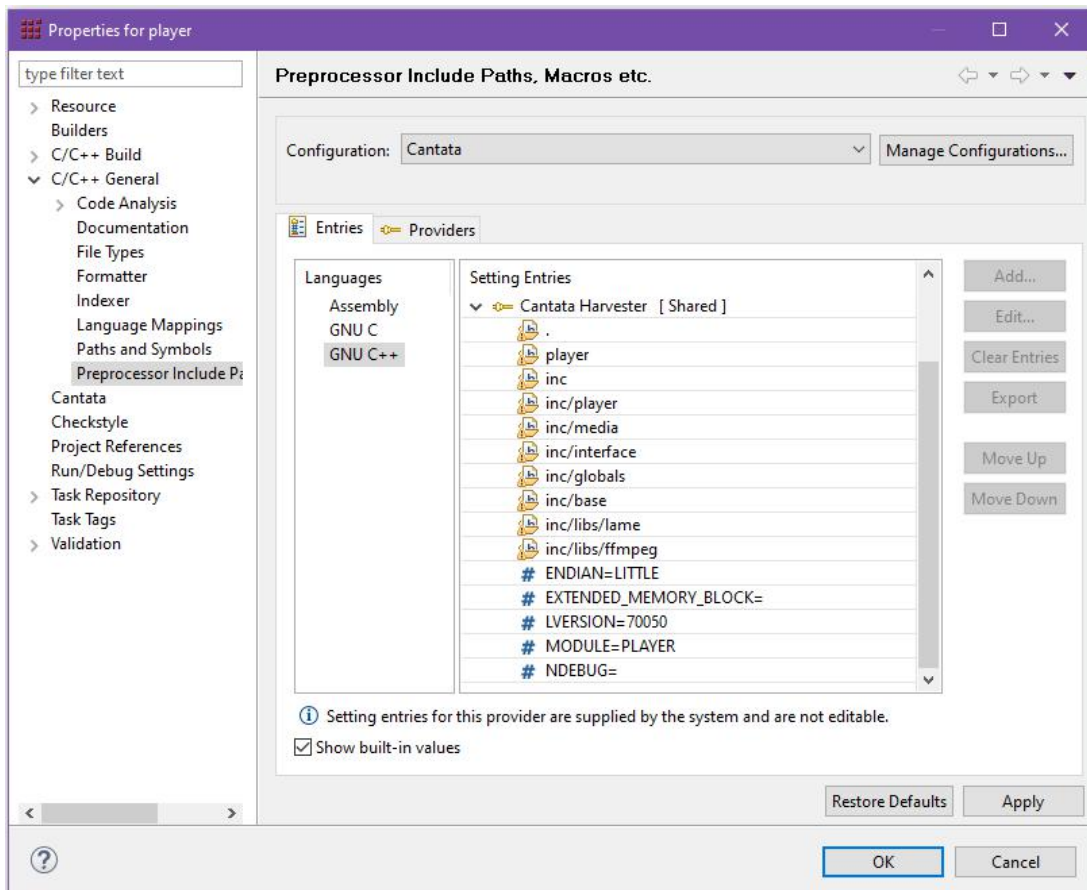 Properties for player
type filter text
Resource
Builders
C/C++ Build
C/C++ General
Code Analysis
Documentation
File Types
Formatter
Indexer
Language Mappings
Paths and Symbols
Preprocessor Include Pa
Cantata
Checkstyle
Project References
Run/Debug Settings
Task Repository
Task Tags
Validation
Preprocessor Include Paths, Macros etc.
Configuration: Cantata Manage Configurations...
Entries Providers
Languages
Assembly
GNU C
GNU C++
Setting Entries
Cantata Harvester [ Shared ]
.
player
inc
inc/player
inc/media
inc/interface
inc/globals
inc/base
inc/libs/lame
inc/libs/ffmpeg
# ENDIAN=LITTLE
# EXTENDED_MEMORY_BLOCK=
# LVERSION=70050
# MODULE=PLAYER
# NDEBUG=
Add...
Edit...
Clear Entries
Export
Move Up
Move Down
Setting entries for this provider are supplied by the system and are not editable.
Show built-in values
Restore Defaults Apply
OK Cancel